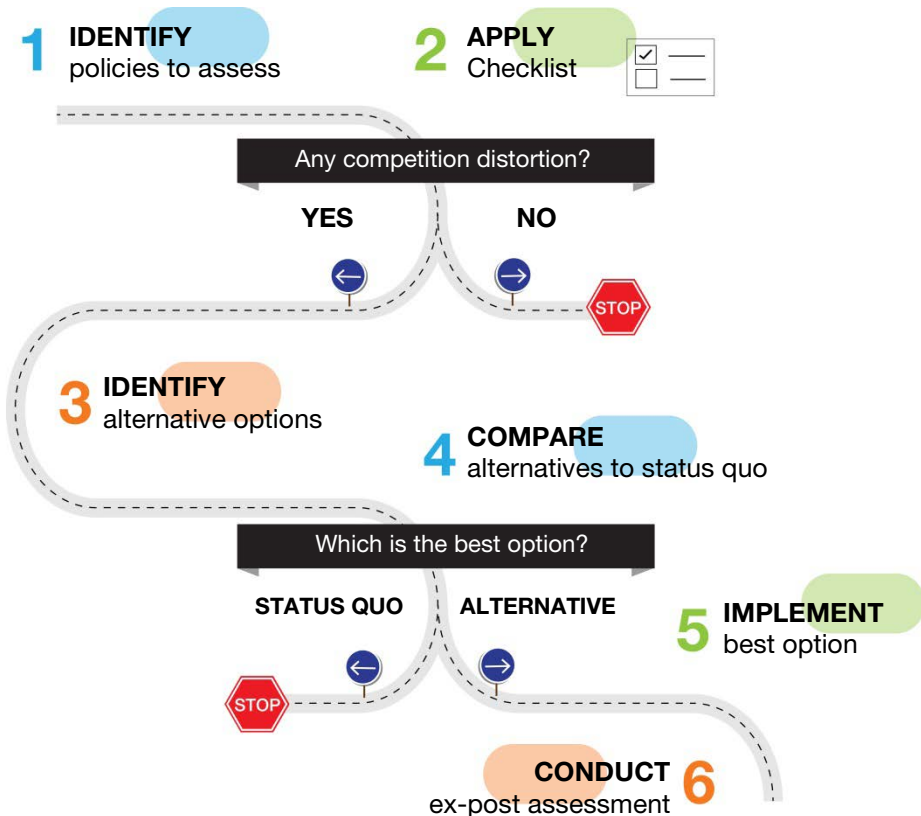 1 IDENTIFY
policies to assess
2 APPLY
Checklist
Any competition distortion?
YES
NO
STOP
3 IDENTIFY
alternative options
4 COMPARE
alternatives to status quo
Which is the best option?
STATUS QUO
ALTERNATIVE
5 IMPLEMENT
best option
STOP
CONDUCT 6
ex-post assessment